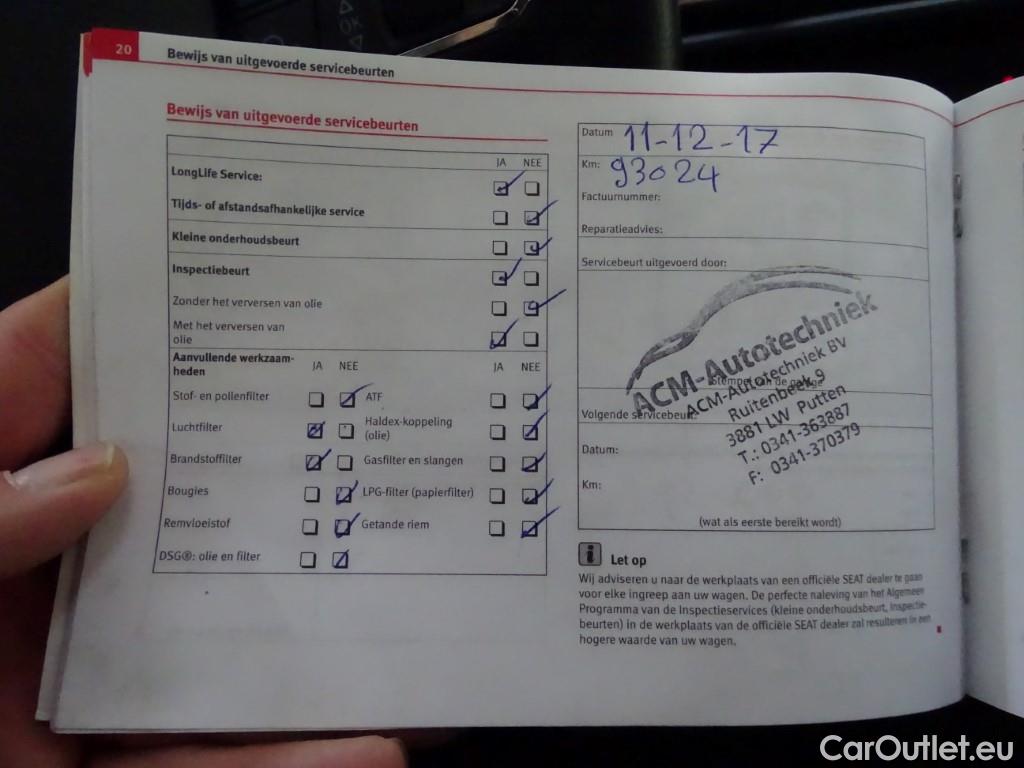 20 Bewijs van uitgevoerde servicebeurten
Bewijs van uitgevoerde servicebeurten
JA NEE
LongLife Service:
Tijds- of afstandsafhankelijke service
Kleine onderhoudsbeurt
Inspectiebeurt
Zonder het verversen van olie
Met het verversen van
olie
Aanvullende werkzaam-
heden
JA NEE JA NEE
Stof- en pollenfilter ATF
Luchtfilter Haldex-koppeling
(olie)
Brandstoffilter Gasfilter en slangen
Bougies LPG-filter (papierfilter)
Remvloeistof Getande riem
DSG®: olie en filter
Datum 11-12-17
Km: 93024
Factuurnummer:
Reparatieadvies:
Servicebeurt uitgevoerd door:
ACM-Autotechniek
ACM-Autotechniek BV
Ruitenbeek 9
3881 LW Putten
T.: 0341-363887
F: 0341-370379
Volgende servicebeurt:
Datum:
Km:
(wat als eerste bereikt wordt)
i Let op
Wij adviseren u naar de werkplaats van een officiële SEAT dealer te gaan
voor elke ingreep aan uw wagen. De perfecte naleving van het Algemeen
Programma van de Inspectieservices (kleine onderhoudsbeurt, inspectie-
beurten) in de werkplaats van de officiële SEAT dealer zal resulteren in een
hogere waarde van uw wagen.
CarOutlet.eu